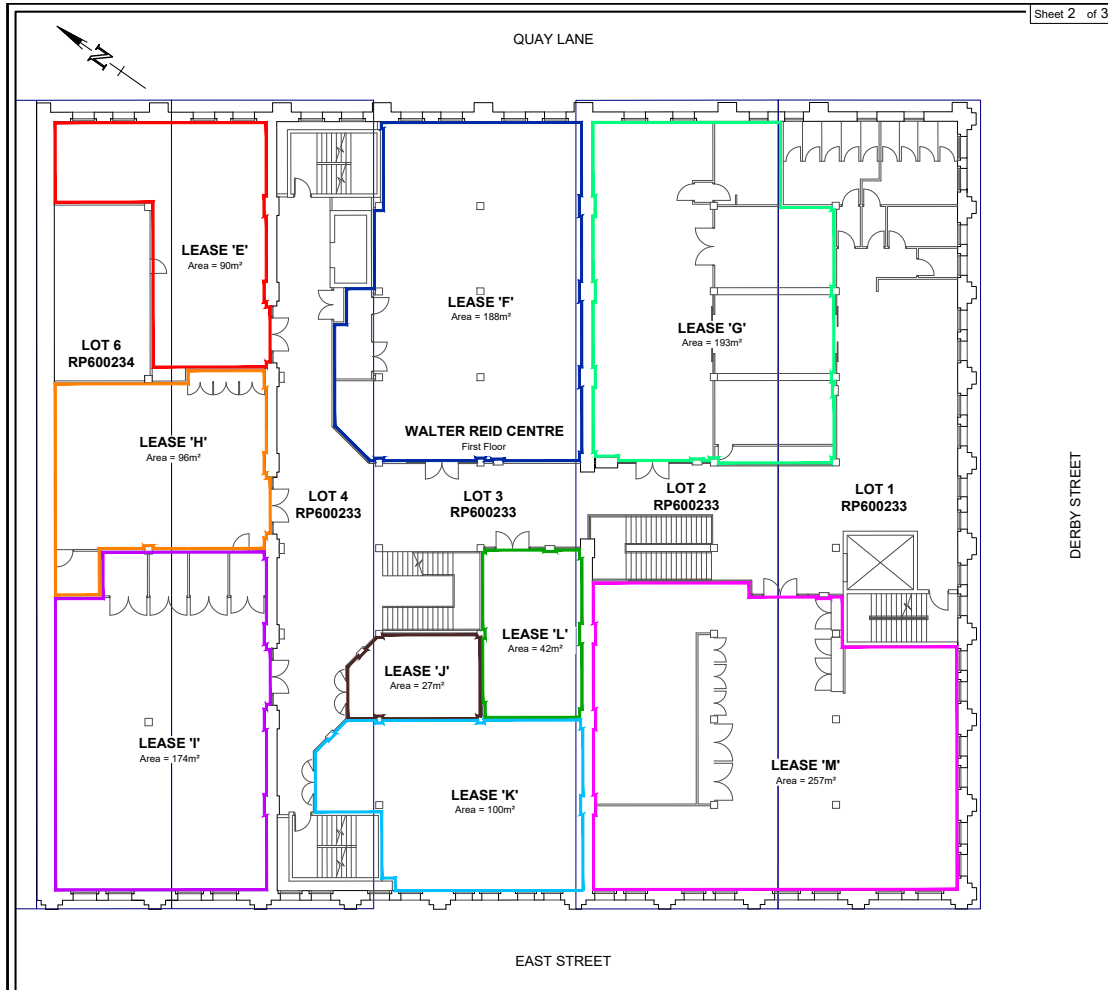 Sheet 2 of 3
QUAY LANE
N
LEASE 'E'
Area = 90m²
LEASE 'F'
Area = 188m²
LEASE 'G'
Area = 193m²
LOT 6
RP600234
WALTER REID CENTRE
First Floor
LEASE 'H'
Area = 96m²
LOT 4
RP600233
LOT 3
RP600233
LOT 2
RP600233
LOT 1
RP600233
DERBY STREET
LEASE 'L'
Area = 42m²
LEASE 'J'
Area = 27m²
LEASE 'I'
Area = 174m²
LEASE 'K'
Area = 100m²
LEASE 'M'
Area = 257m²
EAST STREET